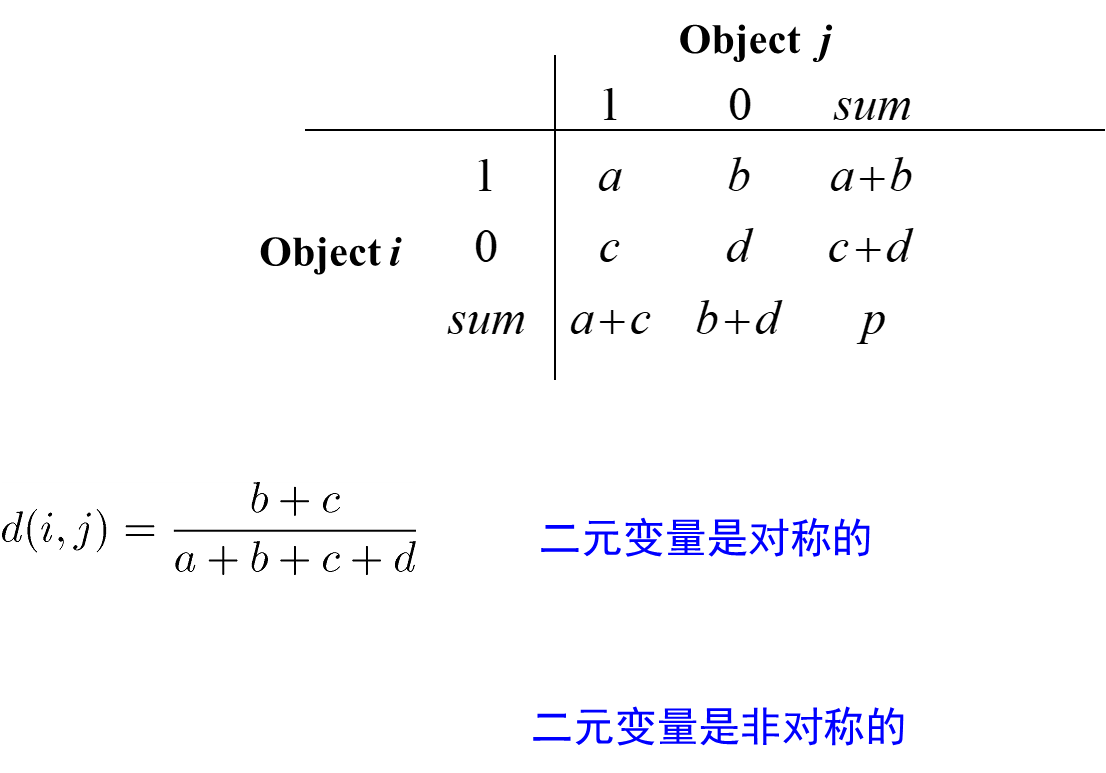 Object j
1 0 sum
1 a b a+b
Object i 0 c d c+d
sum a+c b+d p
d(i, j) = \frac{b + c}{a + b + c + d} 二元变量是对称的
二元变量是非对称的